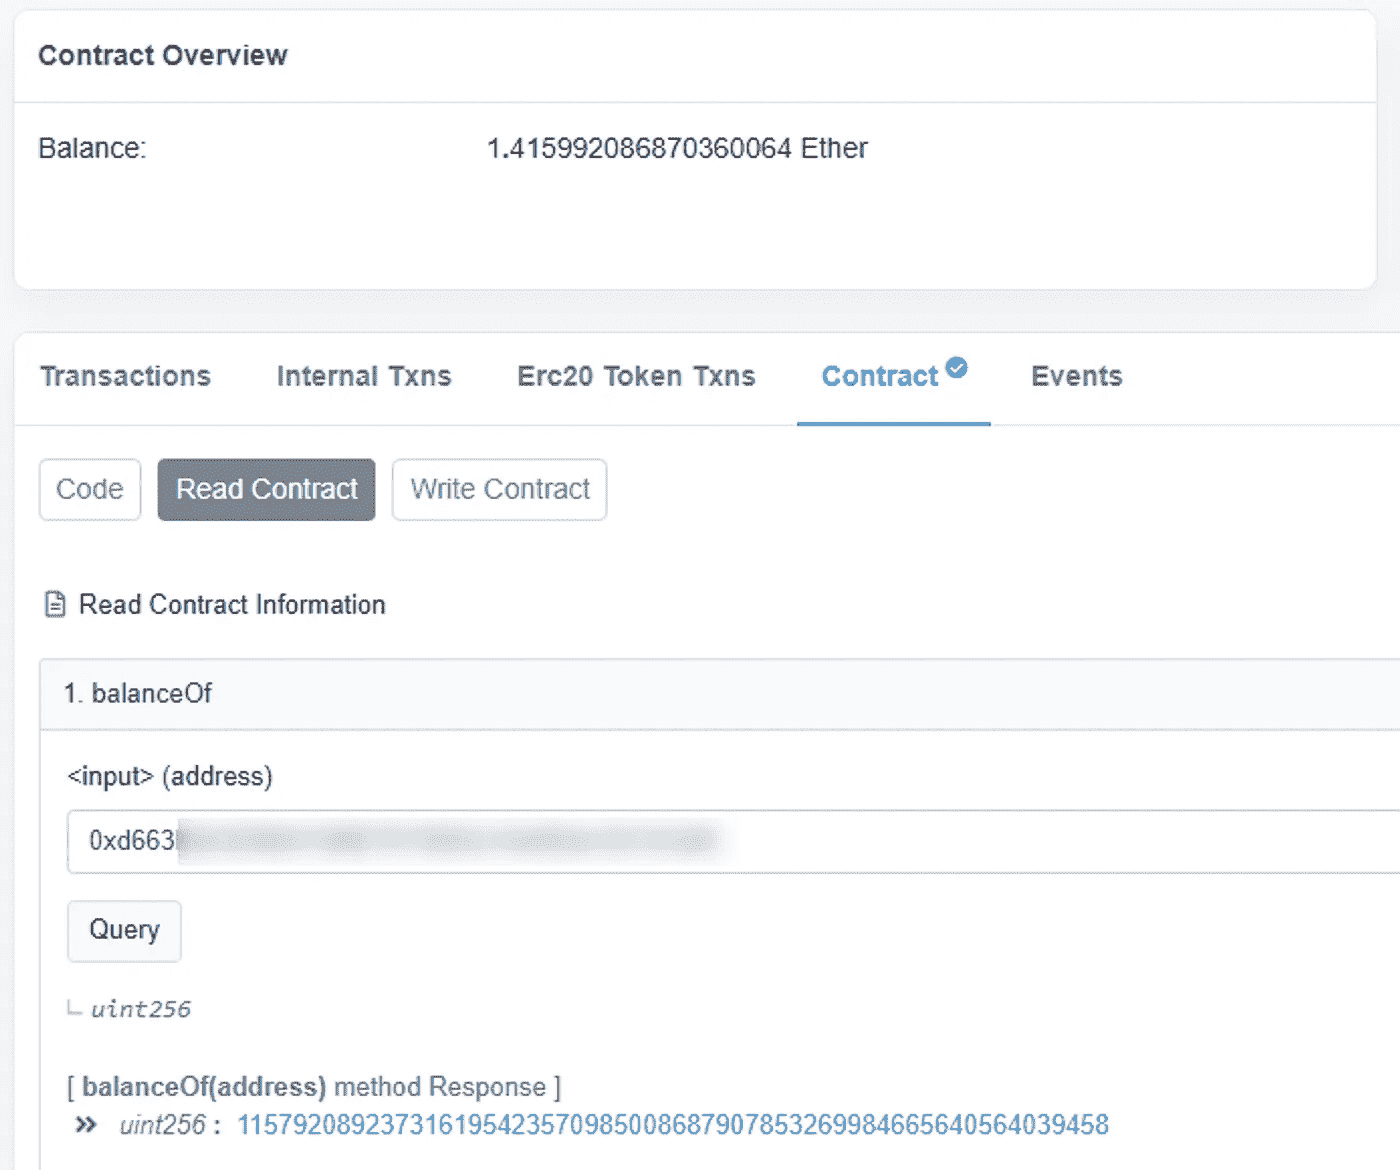 Contract Overview
Balance: 1.415992086870360064 Ether
Transactions Internal Txns Erc20 Token Txns Contract Events
Code Read Contract Write Contract
Read Contract Information
1. balanceOf
<input> (address)
0xd663
Query
uint256
[ balanceOf(address) method Response ]
uint256 : 115792089237316195423570985008687907853269984665640564039458